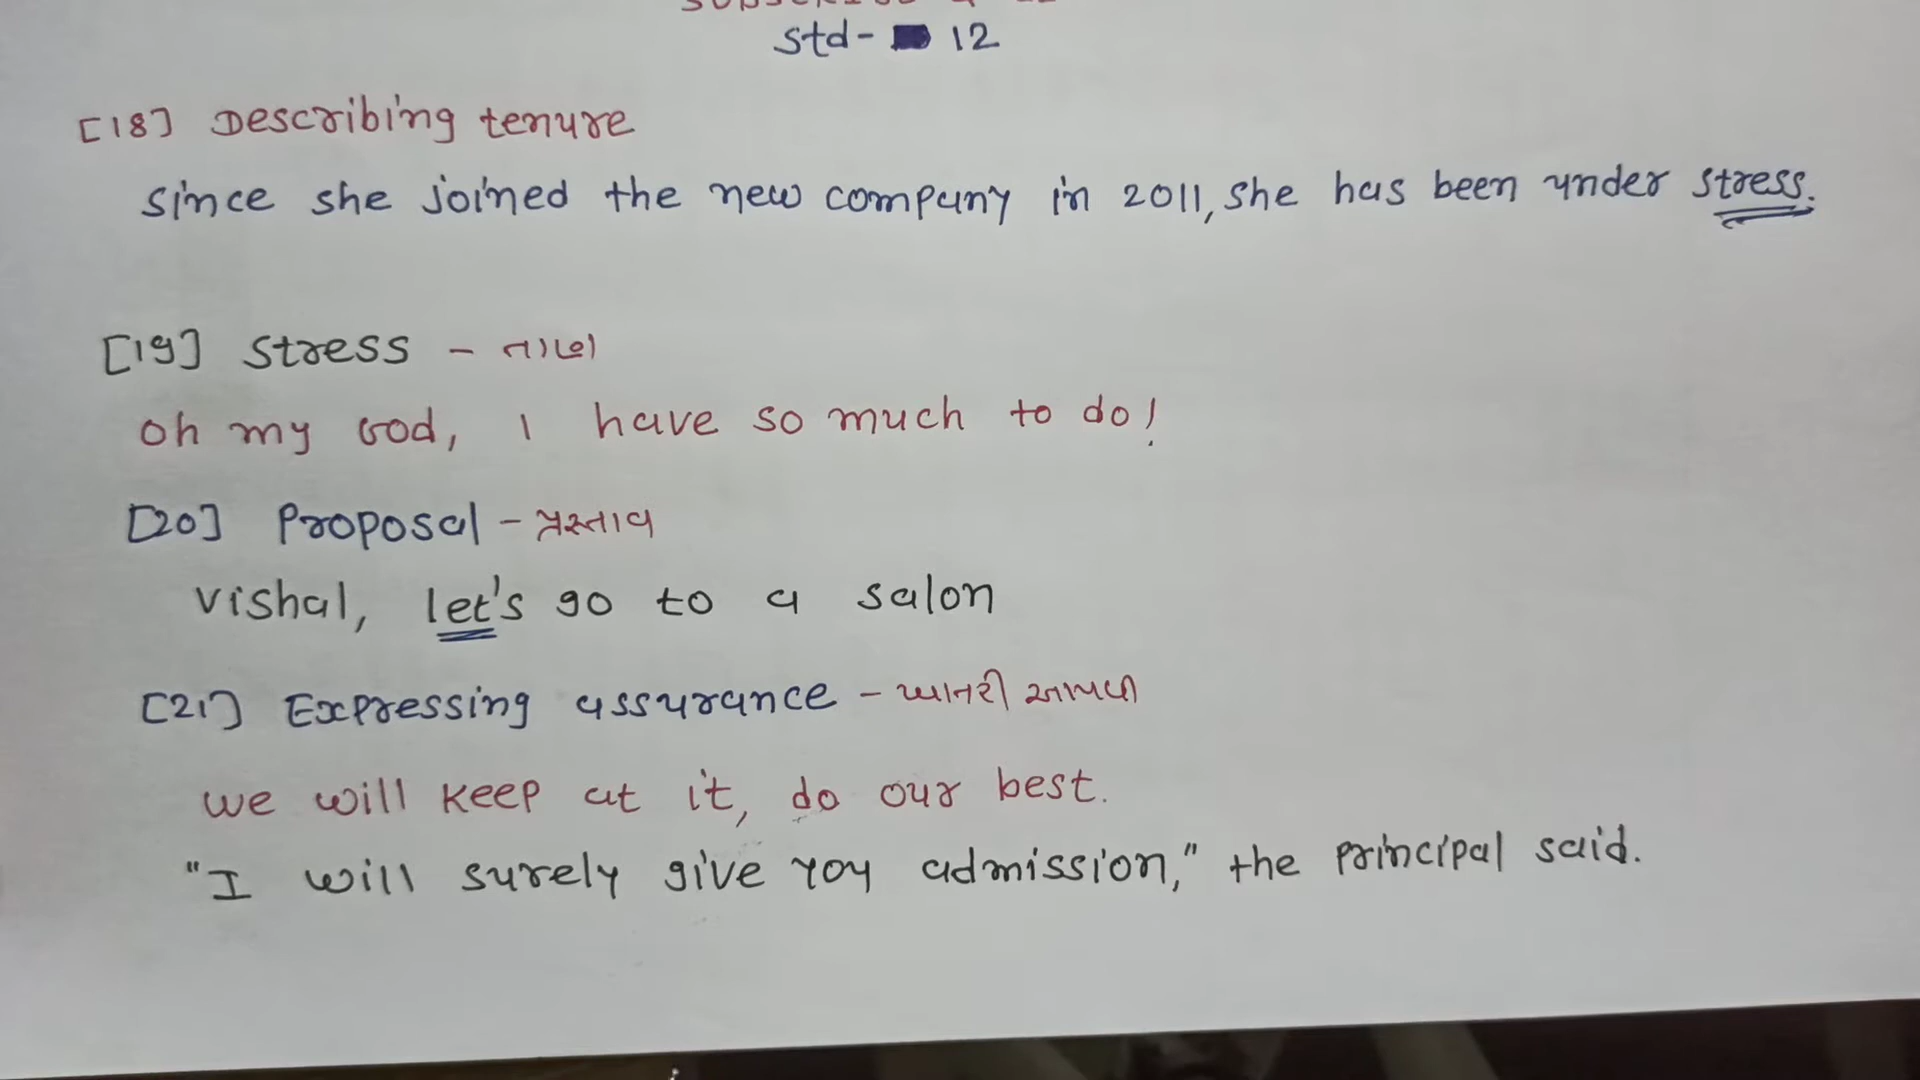 std- 12
[18] Describing tenure
since she joined the new company in 2011, she has been under stress.
[19] stress - તાણ
oh my God, I have so much to do!
[20] Proposal - પ્રસ્તાવ
vishal, let's go to a salon
[21] Expressing assurance - ખાતરી આપવી
we will keep at it, do our best.
"I will surely give you admission," the principal said.